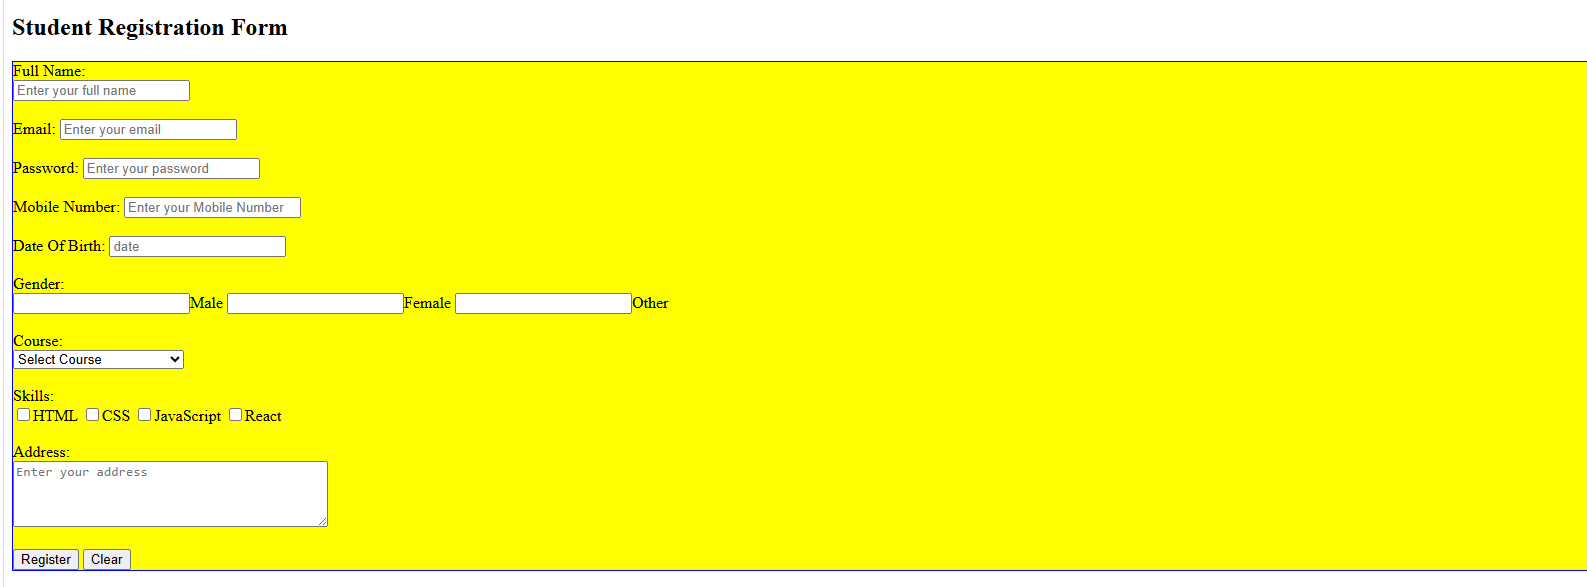 Student Registration Form
Full Name:
Enter your full name
Email: Enter your email
Password: Enter your password
Mobile Number: Enter your Mobile Number
Date Of Birth: date
Gender:
Male Female Other
Course:
Select Course
Skills:
HTML CSS JavaScript React
Address:
Enter your address
Register Clear